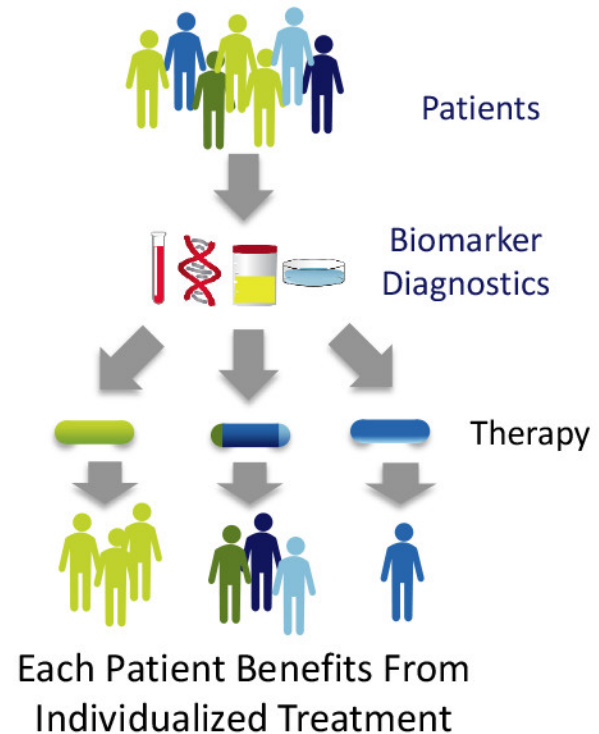 Patients
Biomarker
Diagnostics
Therapy
Each Patient Benefits From
Individualized Treatment